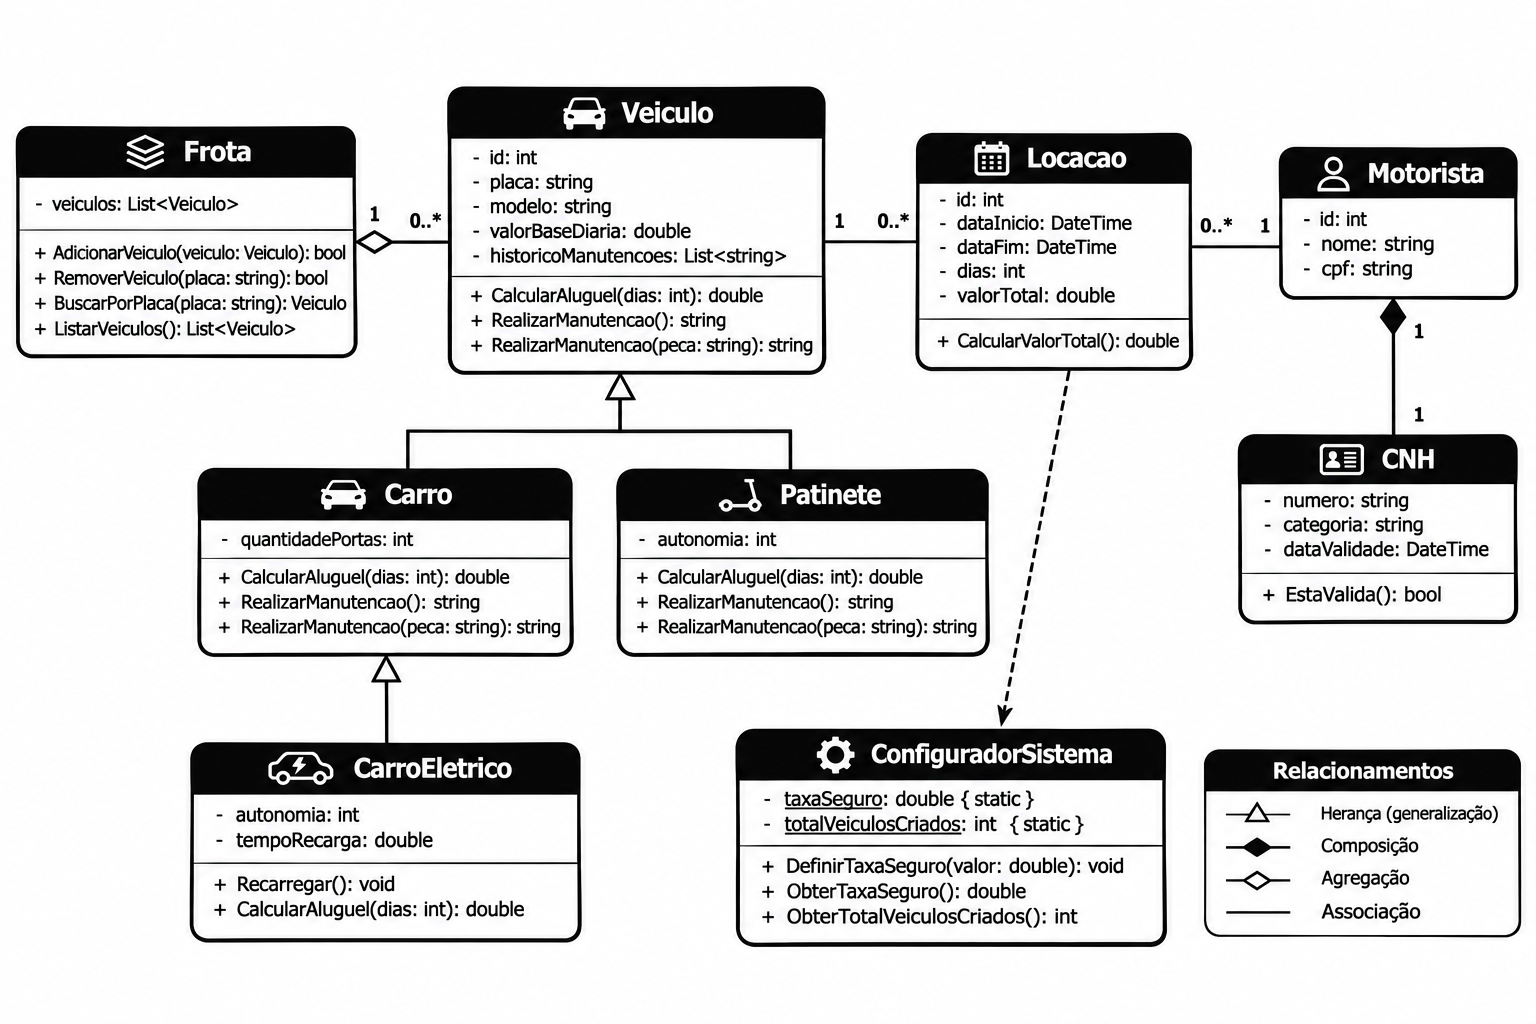 Frota
- veiculos: List<Veiculo>
+ AdicionarVeiculo(veiculo: Veiculo): bool
+ RemoverVeiculo(placa: string): bool
+ BuscarPorPlaca(placa: string): Veiculo
+ ListarVeiculos(): List<Veiculo>
1
0..*
Veiculo
- id: int
- placa: string
- modelo: string
- valorBaseDiaria: double
- historicoManutencoes: List<string>
+ CalcularAluguel(dias: int): double
+ RealizarManutencao(): string
+ RealizarManutencao(peca: string): string
1
0..*
Locacao
- id: int
- dataInicio: DateTime
- dataFim: DateTime
- dias: int
- valorTotal: double
+ CalcularValorTotal(): double
0..*
1
Motorista
- id: int
- nome: string
- cpf: string
1
1
Carro
- quantidadePortas: int
+ CalcularAluguel(dias: int): double
+ RealizarManutencao(): string
+ RealizarManutencao(peca: string): string
Patinete
- autonomia: int
+ CalcularAluguel(dias: int): double
+ RealizarManutencao(): string
+ RealizarManutencao(peca: string): string
CNH
- numero: string
- categoria: string
- dataValidade: DateTime
+ EstaValida(): bool
CarroEletrico
- autonomia: int
- tempoRecarga: double
+ Recarregar(): void
+ CalcularAluguel(dias: int): double
ConfiguradorSistema
- taxaSeguro: double { static }
- totalVeiculosCriados: int { static }
+ DefinirTaxaSeguro(valor: double): void
+ ObterTaxaSeguro(): double
+ ObterTotalVeiculosCriados(): int
Relacionamentos
Herança (generalização)
Composição
Agregação
Associação